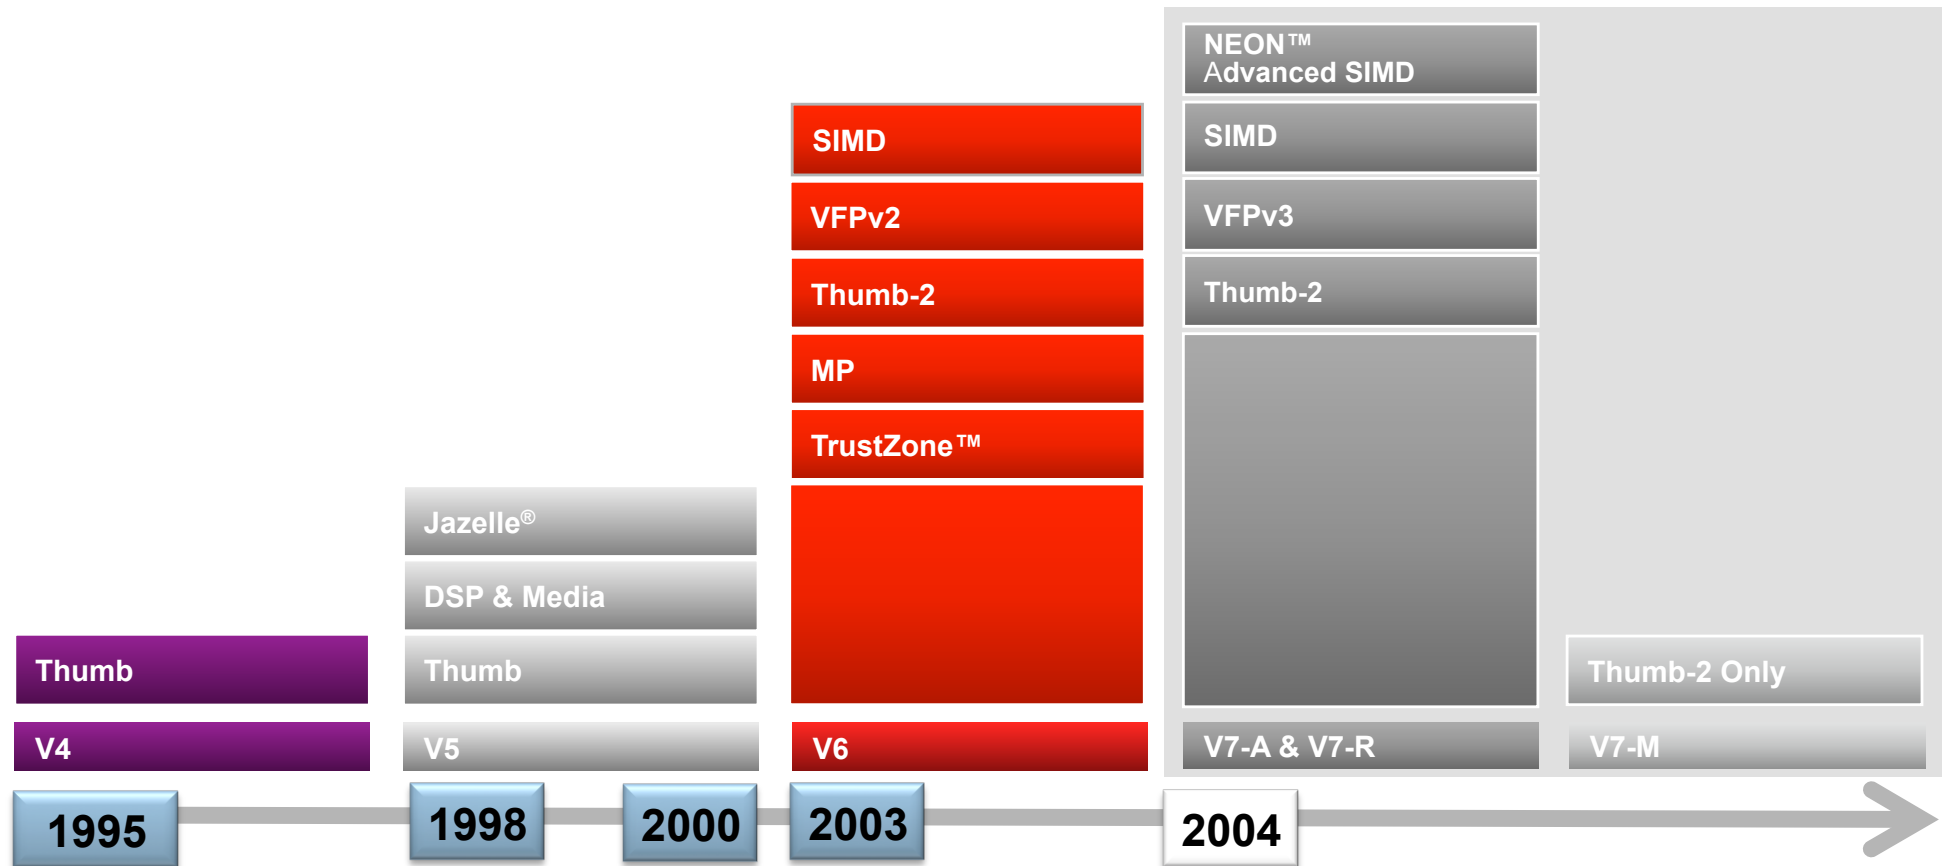 NEON™
Advanced SIMD
SIMD
SIMD
VFPv2
VFPv3
Thumb-2
Thumb-2
MP
TrustZone™
Jazelle®
DSP & Media
Thumb
Thumb
Thumb-2 Only
V4
V5
V6
V7-A & V7-R
V7-M
1995
1998
2000
2003
2004